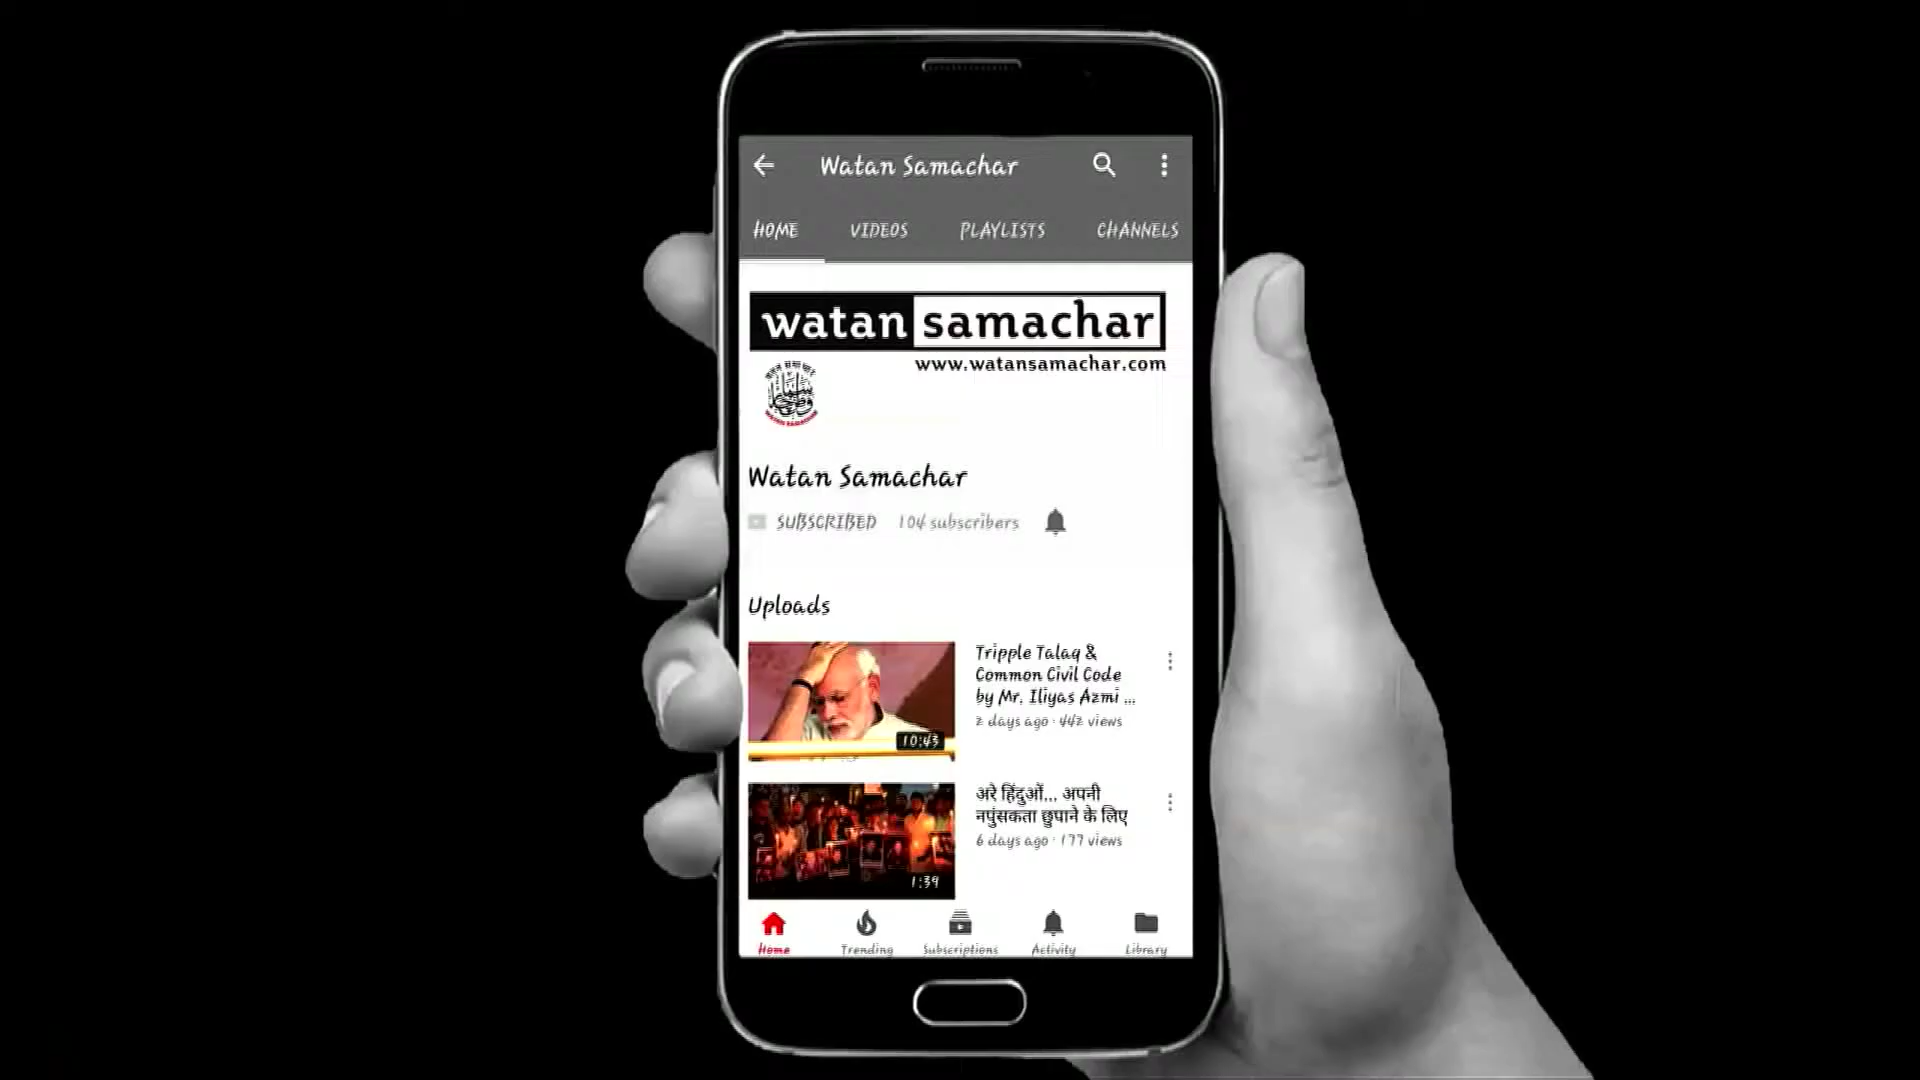 Watan Samachar
HOME VIDEOS PLAYLISTS CHANNELS
watan samachar
www.watansamachar.com
WATAN SAMACHAR
Watan Samachar
SUBSCRIBED 104 subscribers
Uploads
Tripple Talaq &
Common Civil Code
by Mr. Iliyas Azmi ...
2 days ago · 442 views
10:43
अरे हिंदुओं... अपनी
नपुंसकता छुपाने के लिए
6 days ago · 177 views
1:39
Home Trending Subscriptions Activity Library